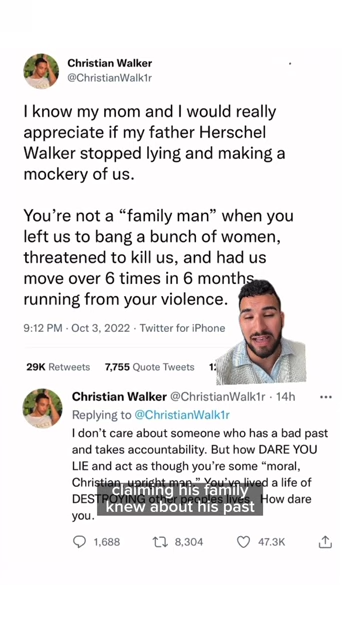 Christian Walker
@ChristianWalk1r
I know my mom and I would really
appreciate if my father Herschel
Walker stopped lying and making a
mockery of us.
You're not a “family man” when you
left us to bang a bunch of women,
threatened to kill us, and had us
move over 6 times in 6 months
running from your violence.
9:12 PM · Oct 3, 2022 · Twitter for iPhone
29K Retweets 7,755 Quote Tweets
Christian Walker @ChristianWalk1r · 14h
Replying to @ChristianWalk1r
I don't care about someone who has a bad past
and takes accountability. But how DARE YOU
LIE and act as though you're some “moral,
Christian, upright man.” You've lived a life of
DESTROYING other peoples lives. How dare
you.
claiming his family
knew about his past
1,688 8,304 47.3K